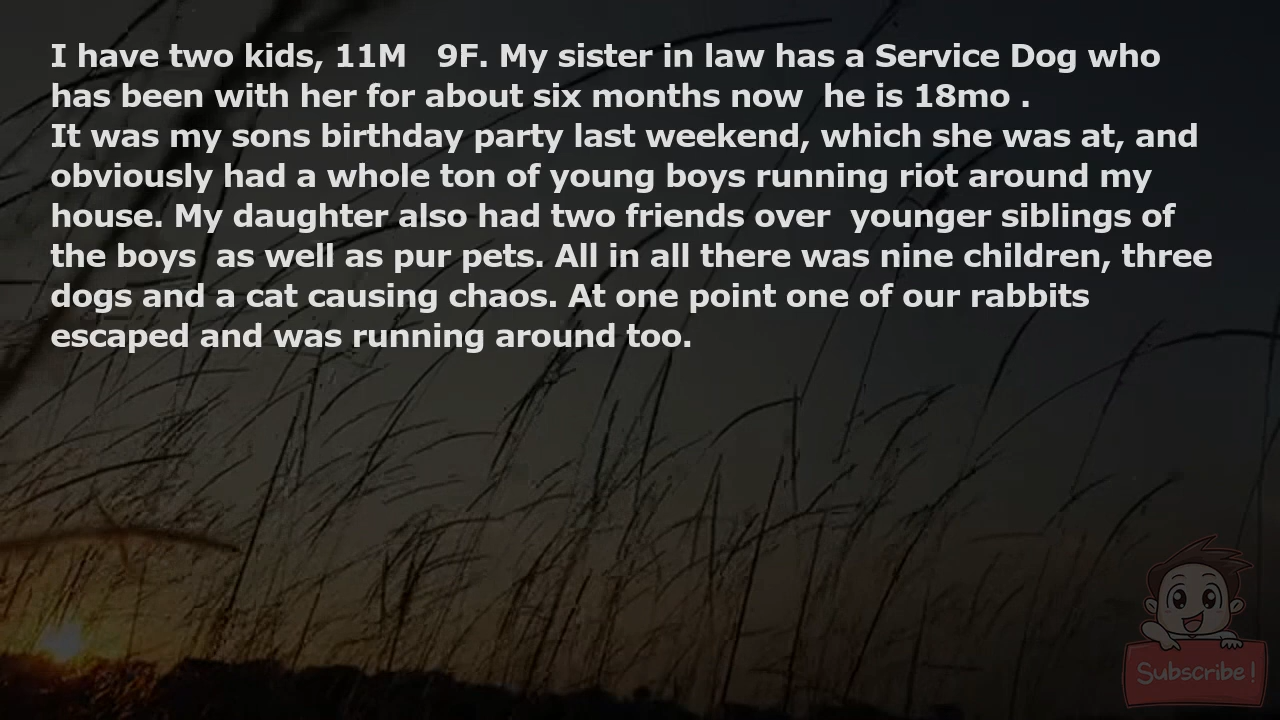 I have two kids, 11M   9F. My sister in law has a Service Dog who
has been with her for about six months now  he is 18mo .
It was my sons birthday party last weekend, which she was at, and
obviously had a whole ton of young boys running riot around my
house. My daughter also had two friends over  younger siblings of
the boys  as well as pur pets. All in all there was nine children, three
dogs and a cat causing chaos. At one point one of our rabbits
escaped and was running around too.
Subscribe!